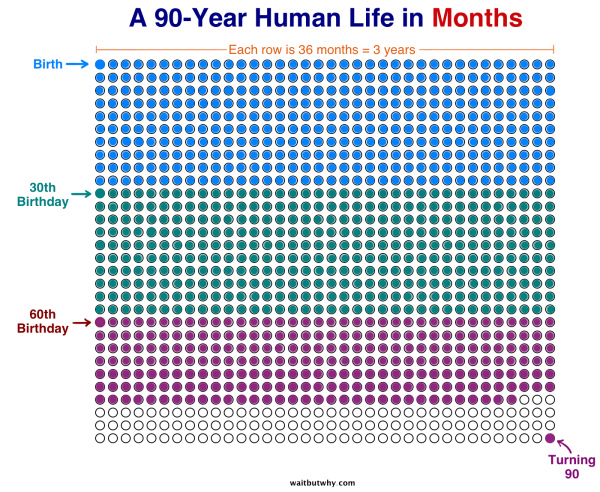 A 90-Year Human Life in Months
Each row is 36 months = 3 years
Birth
30th
Birthday
60th
Birthday
Turning
90
waitbutwhy.com